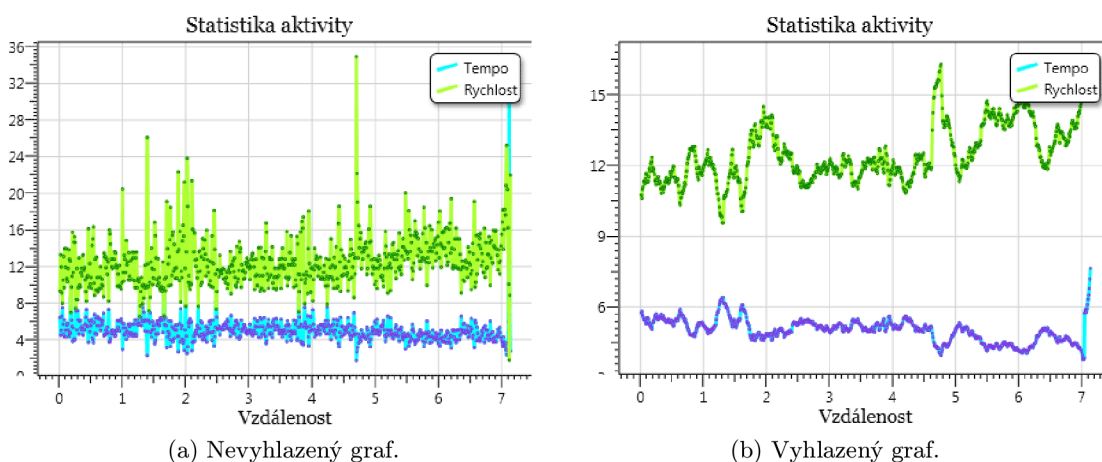 Statistika aktivity
36
32
28
24
20
16
12
8
4
0
0 1 2 3 4 5 6 7
Tempo
Rychlost
Vzdálenost
(a) Nevyhlazený graf.
Statistika aktivity
15
12
9
6
0 1 2 3 4 5 6 7
Tempo
Rychlost
Vzdálenost
(b) Vyhlazený graf.